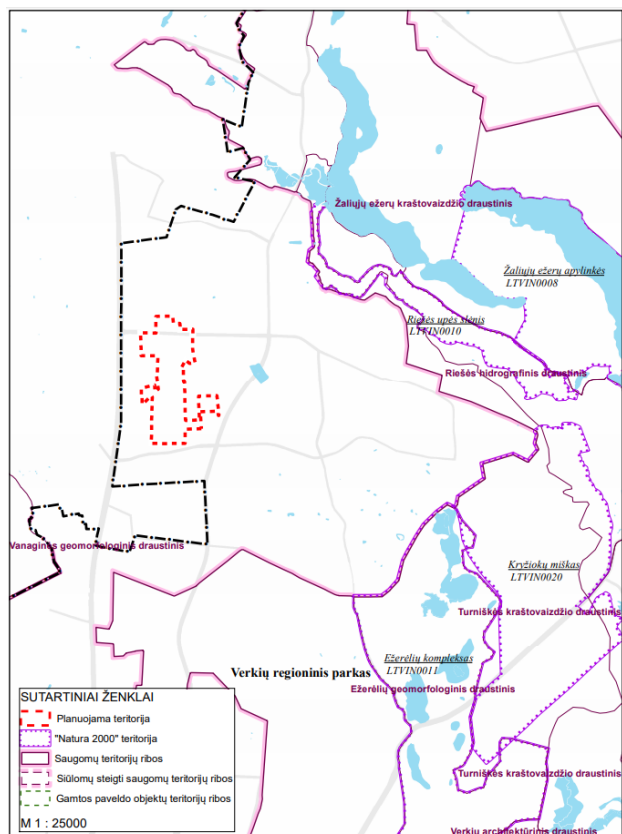 Žaliųjų ežerų kraštovaizdžio draustinis
Žaliųjų ežerų apylinkės
LTVIN0008
Riešės upės slėnis
LTVIN0010
Riešės hidrografinis draustinis
Vanaginės geomorfologinis draustinis
Kryžiokų miškas
LTVIN0020
Turniškės kraštovaizdžio draustinis
Ežerėlių kompleksas
LTVIN0011
Verkių regioninis parkas
Ežerėlių geomorfologinis draustinis
SUTARTINIAI ŽENKLAI
Planuojama teritorija
"Natura 2000" teritorija
Saugomų teritorijų ribos
Siūlomų steigti saugomų teritorijų ribos
Gamtos paveldo objektų teritorijų ribos
M 1 : 25000
Turniškės kraštovaizdžio draustinis
Verkių architektūrinis draustinis